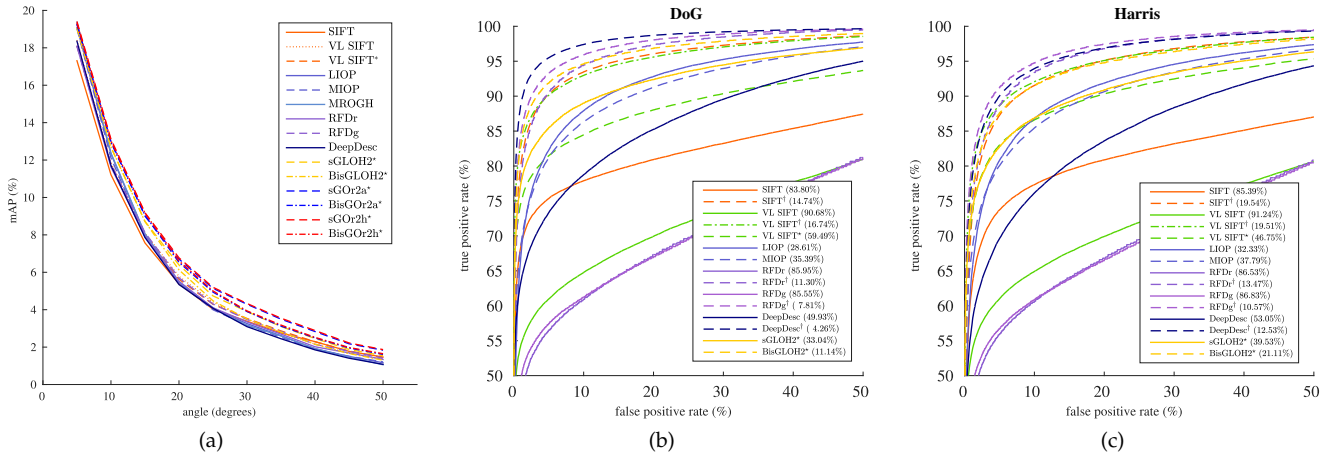 20
18
16
14
12
10
8
6
4
2
0
mAP (%)
0 10 20 30 40 50
angle (degrees)
SIFT
VL SIFT
VL SIFT*
LIOP
MIOP
MROGH
RFDr
RFDg
DeepDesc
sGLOH2*
BisGLOH2*
sGOr2a*
BisGOr2a*
sGOr2h*
BisGOr2h*
(a)
DoG
100
95
90
85
80
75
70
65
60
55
50
true positive rate (%)
0 10 20 30 40 50
false positive rate (%)
SIFT (83.80%)
SIFT† (14.74%)
VL SIFT (90.68%)
VL SIFT† (16.74%)
VL SIFT* (59.49%)
LIOP (28.61%)
MIOP (35.39%)
RFDr (85.95%)
RFDr† (11.30%)
RFDg (85.55%)
RFDg† ( 7.81%)
DeepDesc (49.93%)
DeepDesc† ( 4.26%)
sGLOH2* (33.04%)
BisGLOH2* (11.14%)
(b)
Harris
100
95
90
85
80
75
70
65
60
55
50
true positive rate (%)
0 10 20 30 40 50
false positive rate (%)
SIFT (85.39%)
SIFT† (19.54%)
VL SIFT (91.24%)
VL SIFT† (19.51%)
VL SIFT* (46.75%)
LIOP (32.33%)
MIOP (37.79%)
RFDr (86.53%)
RFDr† (13.47%)
RFDg (86.83%)
RFDg† (10.57%)
DeepDesc (53.05%)
DeepDesc† (12.53%)
sGLOH2* (39.53%)
BisGLOH2* (21.11%)
(c)